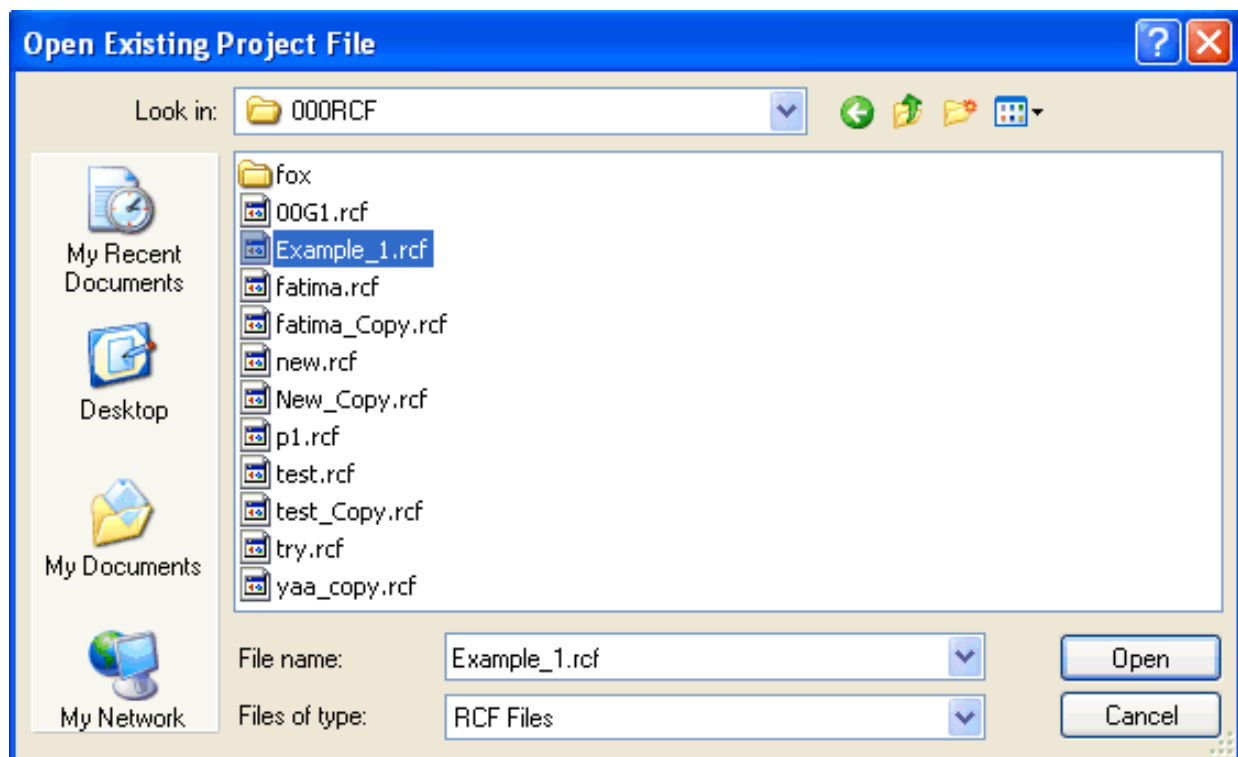 Open Existing Project File
Look in: 000RCF
My Recent
Documents
Desktop
My Documents
My Network
fox
00G1.rcf
Example_1.rcf
fatima.rcf
fatima_Copy.rcf
new.rcf
New_Copy.rcf
p1.rcf
test.rcf
test_Copy.rcf
try.rcf
yaa_copy.rcf
File name: Example_1.rcf Open
Files of type: RCF Files Cancel